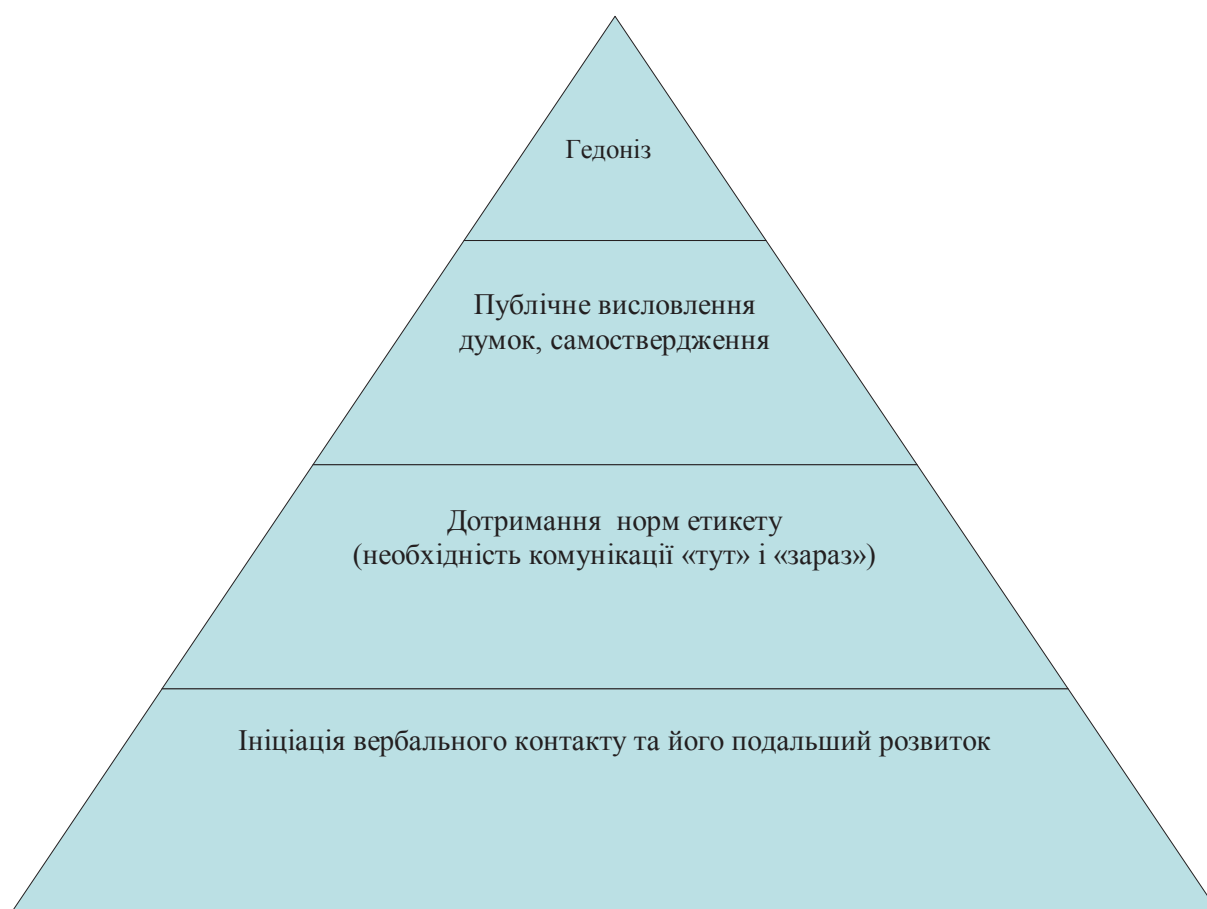 Гедоніз
Публічне висловлення
думок, самоствердження
Дотримання  норм етикету
(необхідність комунікації «тут» і «зараз»)
Ініціація вербального контакту та його подальший розвиток